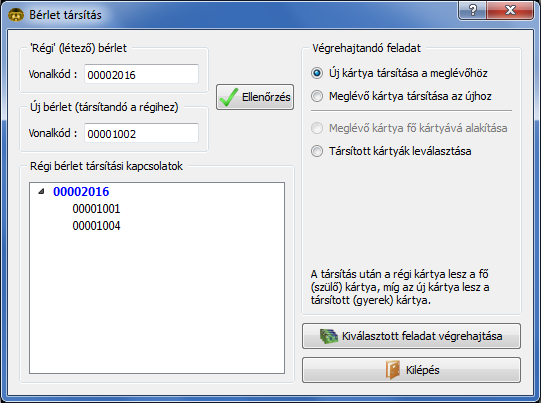 Bérlet társítás
'Régi' (létező) bérlet
Vonalkód : 00002016
Új bérlet (társítandó a régihez)
Vonalkód : 00001002
Ellenőrzés
Régi bérlet társítási kapcsolatok
00002016
00001001
00001004
Végrehajtandó feladat
Új kártya társítása a meglévőhöz
Meglévő kártya társítása az újhoz
Meglévő kártya fő kártyává alakítása
Társított kártyák leválasztása
A társítás után a régi kártya lesz a fő
(szülő) kártya, míg az új kártya lesz a
társított (gyerek) kártya.
Kiválasztott feladat végrehajtása
Kilépés